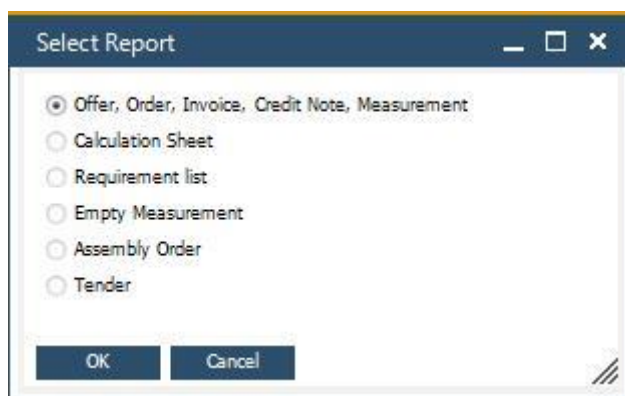 Select Report
Offer, Order, Invoice, Credit Note, Measurement
Calculation Sheet
Requirement list
Empty Measurement
Assembly Order
Tender
OK Cancel